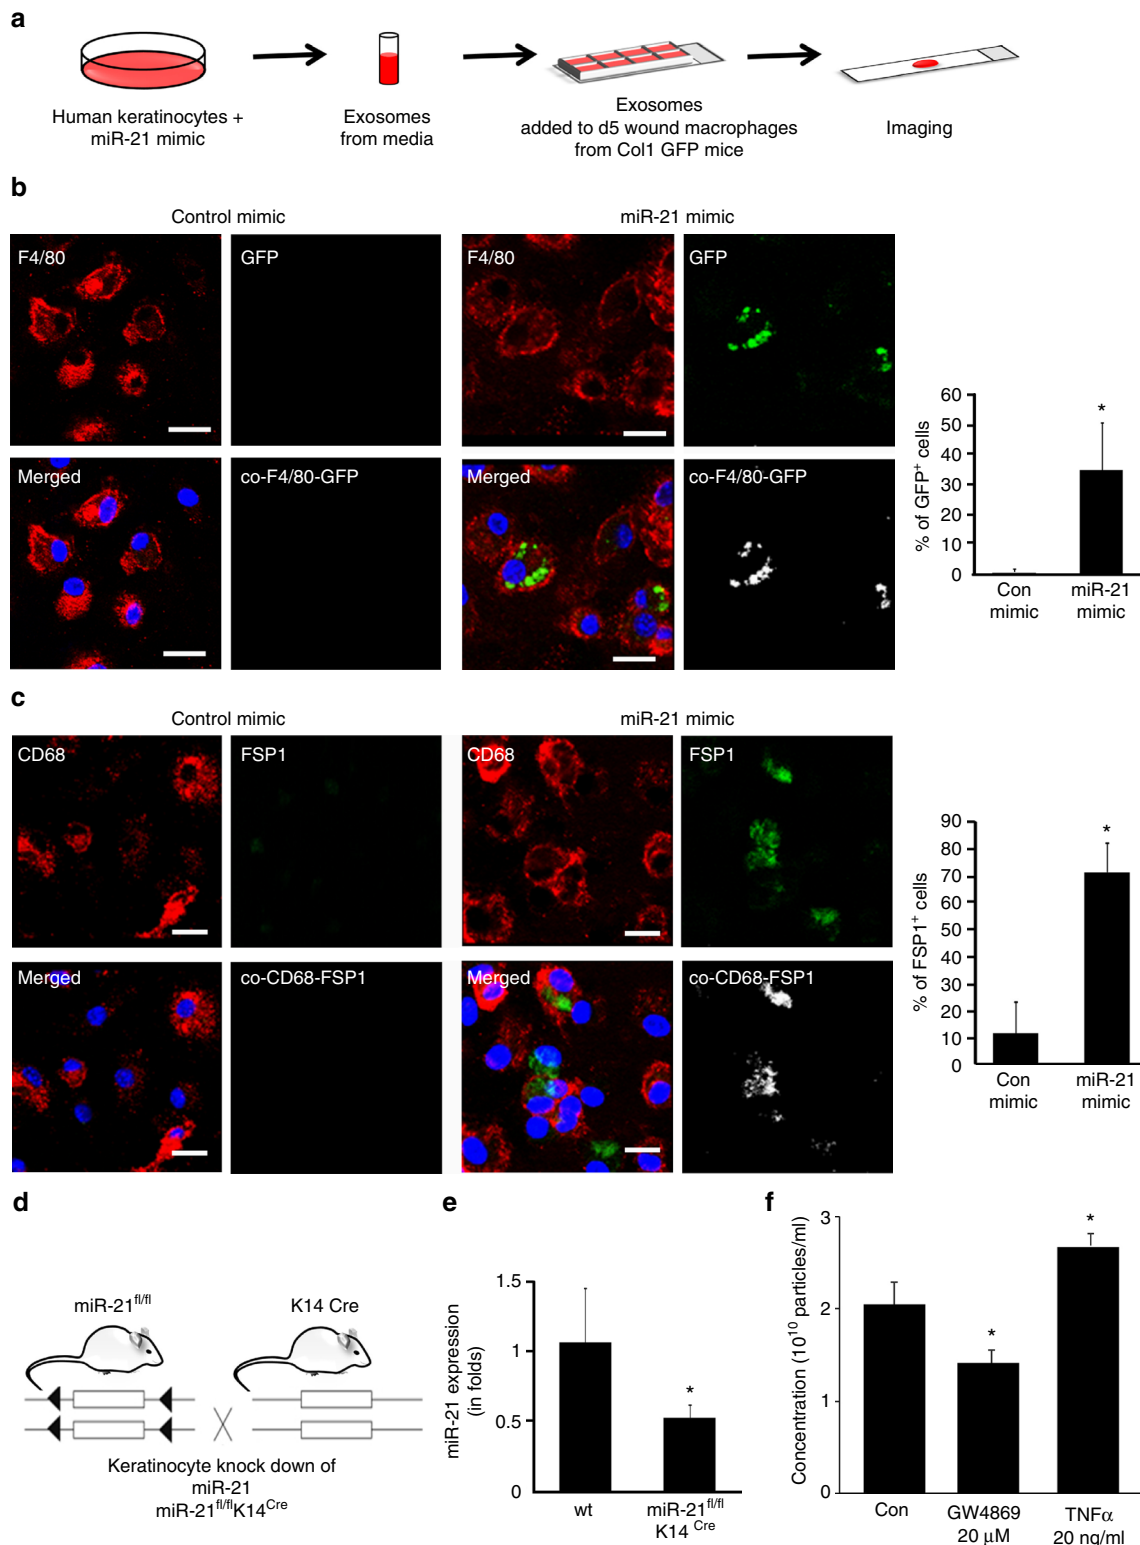 a
Human keratinocytes +
miR-21 mimic
Exosomes
from media
Exosomes
added to d5 wound macrophages
from Col1 GFP mice
Imaging
b
Control mimic
miR-21 mimic
F4/80
GFP
F4/80
GFP
Merged
co-F4/80-GFP
Merged
co-F4/80-GFP
% of GFP+ cells
60
50
40
30
20
10
0
*
Con
mimic
miR-21
mimic
c
Control mimic
miR-21 mimic
CD68
FSP1
CD68
FSP1
Merged
co-CD68-FSP1
Merged
co-CD68-FSP1
% of FSP1+ cells
90
80
70
60
50
40
30
20
10
0
*
Con
mimic
miR-21
mimic
d
miR-21fl/fl
K14 Cre
Keratinocyte knock down of
miR-21
miR-21fl/flK14Cre
e
miR-21 expression
(in folds)
1.5
1
0.5
0
*
wt
miR-21fl/fl
K14 Cre
f
Concentration (10^10 particles/ml)
3
2
1
0
*
*
Con
GW4869
20 µM
TNFα
20 ng/ml